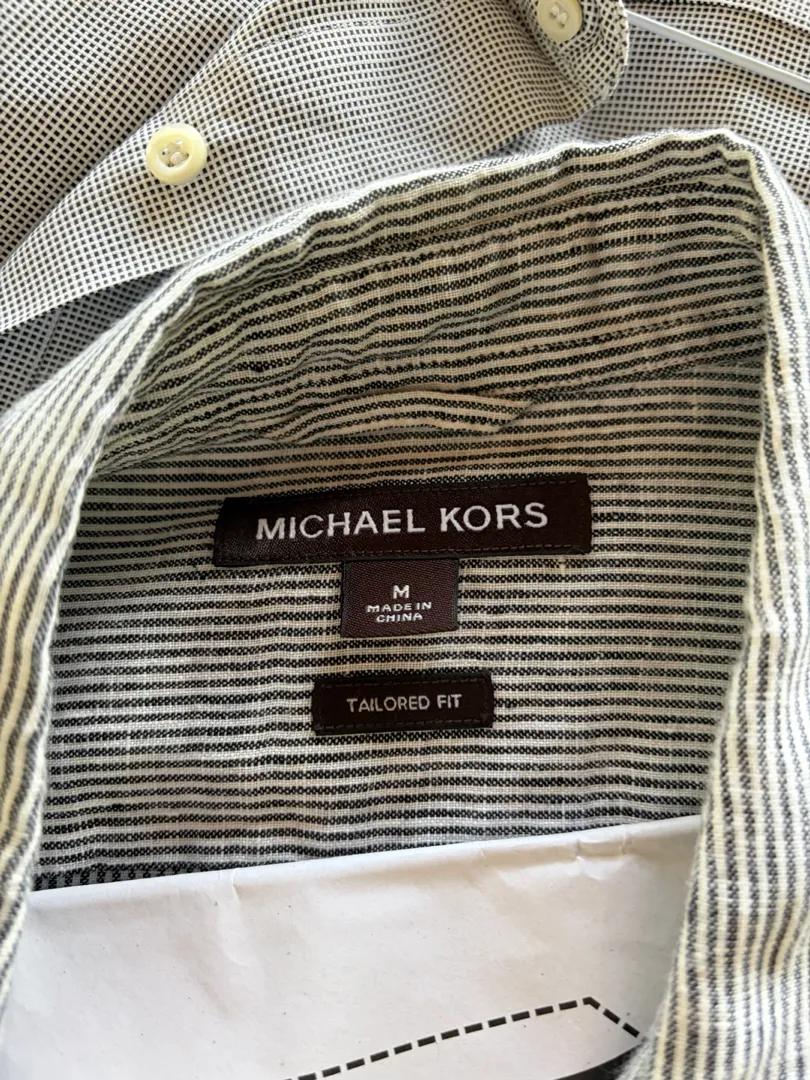 MICHAEL KORS
M
MADE IN
CHINA
TAILORED FIT